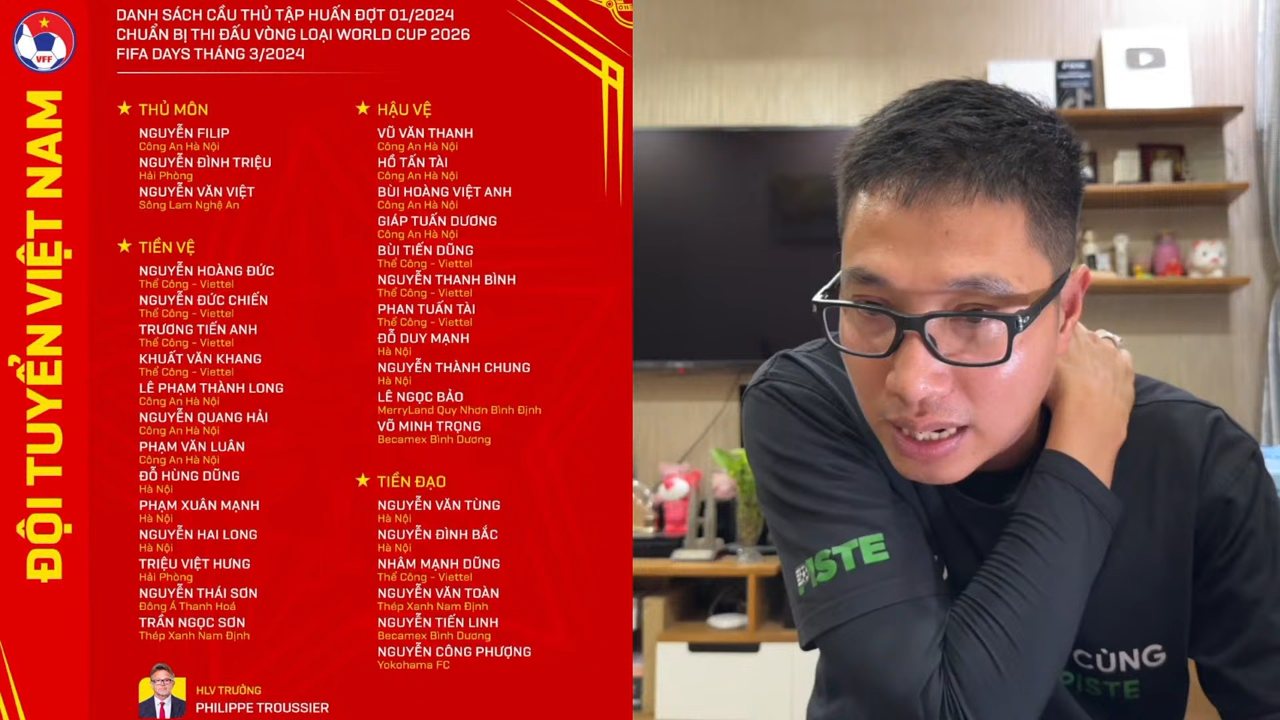 DANH SÁCH CẦU THỦ TẬP HUẤN ĐỢT 01/2024
CHUẨN BỊ THI ĐẤU VÒNG LOẠI WORLD CUP 2026
FIFA DAYS THÁNG 3/2024
VFF
ĐỘI TUYỂN VIỆT NAM
THỦ MÔN
NGUYỄN FILIP
Công An Hà Nội
NGUYỄN ĐÌNH TRIỆU
Hải Phòng
NGUYỄN VĂN VIỆT
Sông Lam Nghệ An
TIỀN VỆ
NGUYỄN HOÀNG ĐỨC
Thể Công - Viettel
NGUYỄN ĐỨC CHIẾN
Thể Công - Viettel
TRƯƠNG TIẾN ANH
Thể Công - Viettel
KHUẤT VĂN KHANG
Thể Công - Viettel
LÊ PHẠM THÀNH LONG
Công An Hà Nội
NGUYỄN QUANG HẢI
Công An Hà Nội
PHẠM VĂN LUÂN
Công An Hà Nội
ĐỖ HÙNG DŨNG
Hà Nội
PHẠM XUÂN MẠNH
Hà Nội
NGUYỄN HAI LONG
Hà Nội
TRIỆU VIỆT HƯNG
Hải Phòng
NGUYỄN THÁI SƠN
Đông Á Thanh Hoá
TRẦN NGỌC SƠN
Thép Xanh Nam Định
HẬU VỆ
VŨ VĂN THANH
Công An Hà Nội
HỒ TẤN TÀI
Công An Hà Nội
BÙI HOÀNG VIỆT ANH
Công An Hà Nội
GIÁP TUẤN DƯƠNG
Công An Hà Nội
BÙI TIẾN DŨNG
Thể Công - Viettel
NGUYỄN THANH BÌNH
Thể Công - Viettel
PHAN TUẤN TÀI
Thể Công - Viettel
ĐỖ DUY MẠNH
Hà Nội
NGUYỄN THÀNH CHUNG
Hà Nội
LÊ NGỌC BẢO
MerryLand Quy Nhơn Bình Định
VÕ MINH TRỌNG
Becamex Bình Dương
TIỀN ĐẠO
NGUYỄN VĂN TÙNG
Hà Nội
NGUYỄN ĐÌNH BẮC
Hà Nội
NHÂM MẠNH DŨNG
Thể Công - Viettel
NGUYỄN VĂN TOÀN
Thép Xanh Nam Định
NGUYỄN TIẾN LINH
Becamex Bình Dương
NGUYỄN CÔNG PHƯỢNG
Yokohama FC
HLV TRƯỞNG
PHILIPPE TROUSSIER
PISTE
CÙNG
PISTE